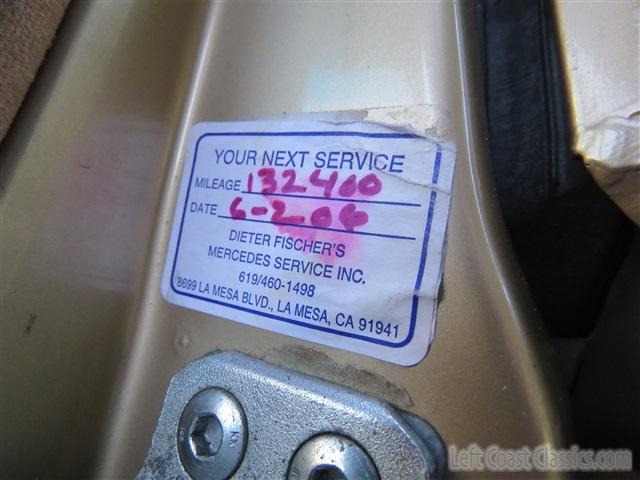 YOUR NEXT SERVICE
MILEAGE 132400
DATE 6-2 06
DIETER FISCHER'S
MERCEDES SERVICE INC.
619/460-1498
8699 LA MESA BLVD., LA MESA, CA 91941
Left Coast Classics.com